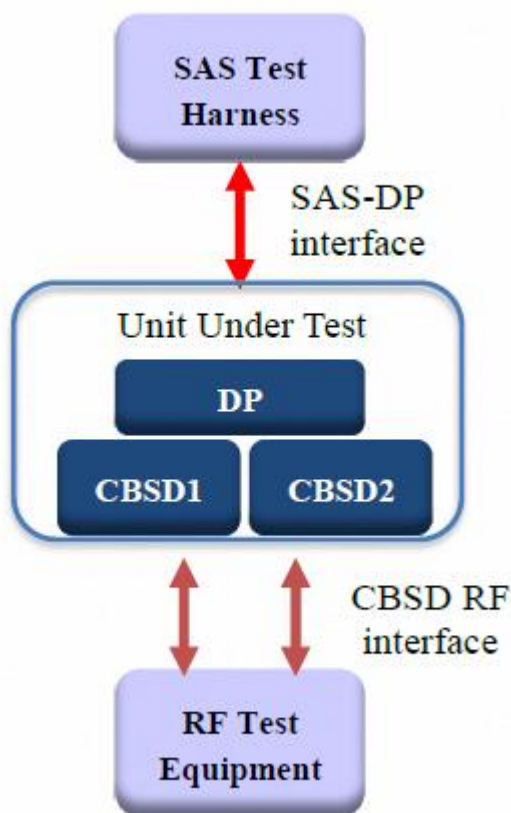 SAS Test
Harness
SAS-DP
interface
Unit Under Test
DP
CBSD1
CBSD2
CBSD RF
interface
RF Test
Equipment